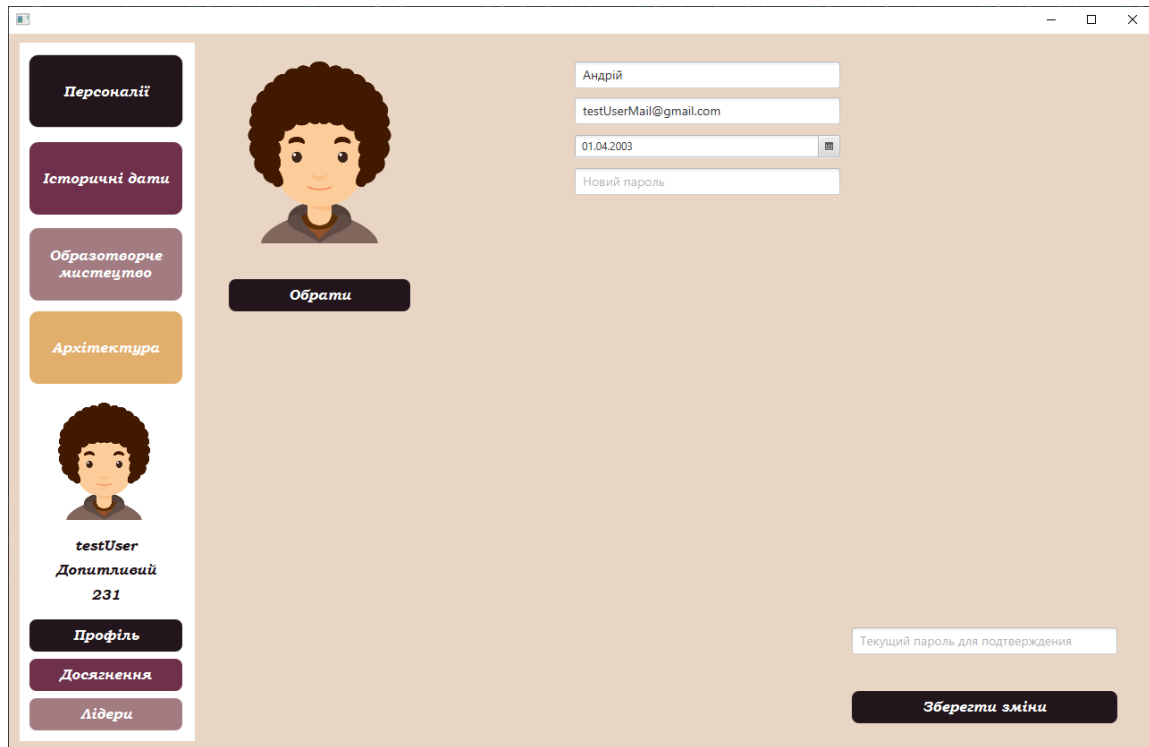 Персоналії
Історичні дати
Образотворче
мистецтво
Архітектура
testUser
Допитливий
231
Профіль
Досягнення
Лідери
Обрати
Андрій
testUserMail@gmail.com
01.04.2003
Новий пароль
Текущий пароль для подтверждения
Зберегти зміни